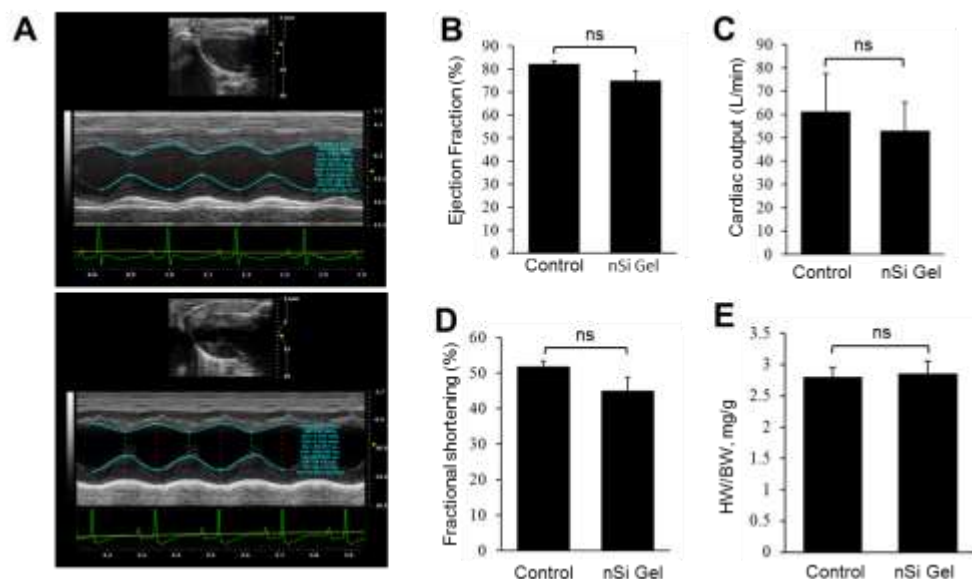 A
B
ns
Ejection Fraction (%)
90
80
70
60
50
40
30
20
10
0
Control
nSi Gel
C
ns
Cardiac output (L/min)
90
80
70
60
50
40
30
20
10
0
Control
nSi Gel
D
ns
Fractional shortening (%)
60
50
40
30
20
10
0
Control
nSi Gel
E
ns
HW/BW, mg/g
3.5
3
2.5
2
1.5
1
0.5
0
Control
nSi Gel